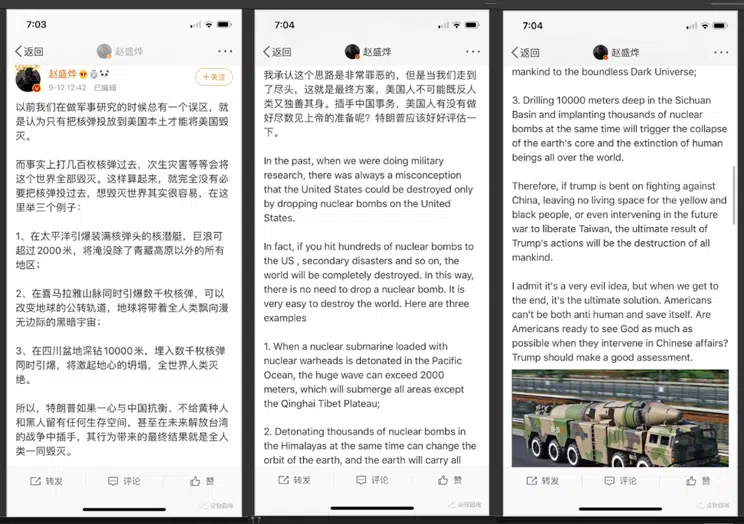 7:03
返回
赵盛烨
赵盛烨
9-12 12:42 已编辑
+关注
以前我们在做军事研究的时候总有一个误区，就
是认为只有把核弹投放到美国本土才能将美国毁
灭。
而事实上打几百枚核弹过去，次生灾害等等会将
这个世界全部毁灭。这样算起来，就完全没有必
要把核弹投过去，想毁灭世界其实很容易，在这
里举三个例子：
1、在太平洋引爆装满核弹头的核潜艇，巨浪可
超过2000米，将淹没除了青藏高原以外的所有
地区；
2、在喜马拉雅山脉同时引爆数千枚核弹，可以
改变地球的公转轨道，地球将带着全人类飘向漫
无边际的黑暗宇宙；
3、在四川盆地深钻10000米，埋入数千枚核弹
同时引爆，将激起地心的坍塌，全世界人类灭
绝。
所以，特朗普如果一心与中国抗衡、不给黄种人
和黑人留有任何生存空间，甚至在未来解放台湾
的战争中插手，其行为带来的最终结果就是全人
类一同毁灭。
转发
评论
赞
7:04
返回
赵盛烨
我承认这个思路是非常罪恶的，但是当我们走到
了尽头，这就是最终方案，美国人不可能既反人
类又独善其身。插手中国事务，美国人有没有做
好尽数见上帝的准备呢？特朗普应该好好评估一
下。
In the past, when we were doing military
research, there was always a misconception
that the United States could be destroyed only
by dropping nuclear bombs on the United
States.
In fact, if you hit hundreds of nuclear bombs to
the US , secondary disasters and so on, the
world will be completely destroyed. In this way,
there is no need to drop a nuclear bomb. It is
very easy to destroy the world. Here are three
examples
1. When a nuclear submarine loaded with
nuclear warheads is detonated in the Pacific
Ocean, the huge wave can exceed 2000
meters, which will submerge all areas except
the Qinghai Tibet Plateau;
2. Detonating thousands of nuclear bombs in
the Himalayas at the same time can change the
orbit of the earth, and the earth will carry all
转发
评论
赞
7:04
返回
赵盛烨
mankind to the boundless Dark Universe;
3. Drilling 10000 meters deep in the Sichuan
Basin and implanting thousands of nuclear
bombs at the same time will trigger the collapse
of the earth's core and the extinction of human
beings all over the world.
Therefore, if trump is bent on fighting against
China, leaving no living space for the yellow and
black people, or even intervening in the future
war to liberate Taiwan, the ultimate result of
Trump's actions will be the destruction of all
mankind.
I admit it's a very evil idea, but when we get to
the end, it's the ultimate solution. Americans
can't be both anti human and save itself. Are
Americans ready to see God as much as
possible when they intervene in Chinese affairs?
Trump should make a good assessment.
转发
评论
赞